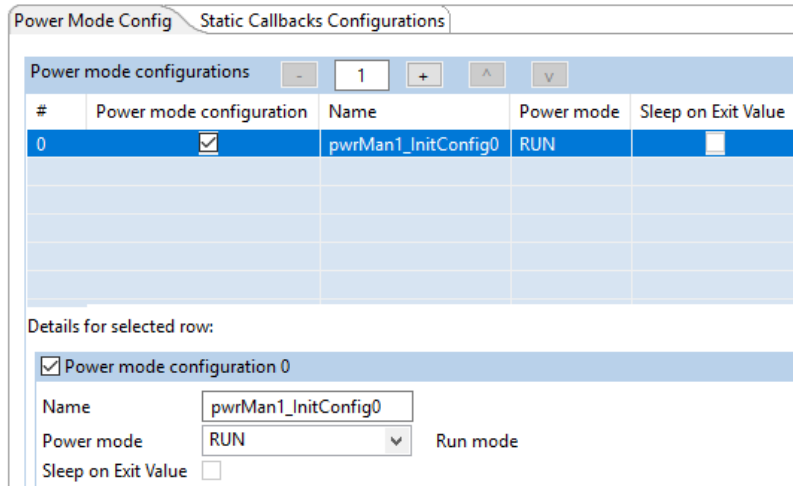 Power Mode Config Static Callbacks Configurations
Power mode configurations - 1 + ^ v
# Power mode configuration Name Power mode Sleep on Exit Value
0 pwrMan1_InitConfig0 RUN
Details for selected row:
Power mode configuration 0
Name pwrMan1_InitConfig0
Power mode RUN Run mode
Sleep on Exit Value